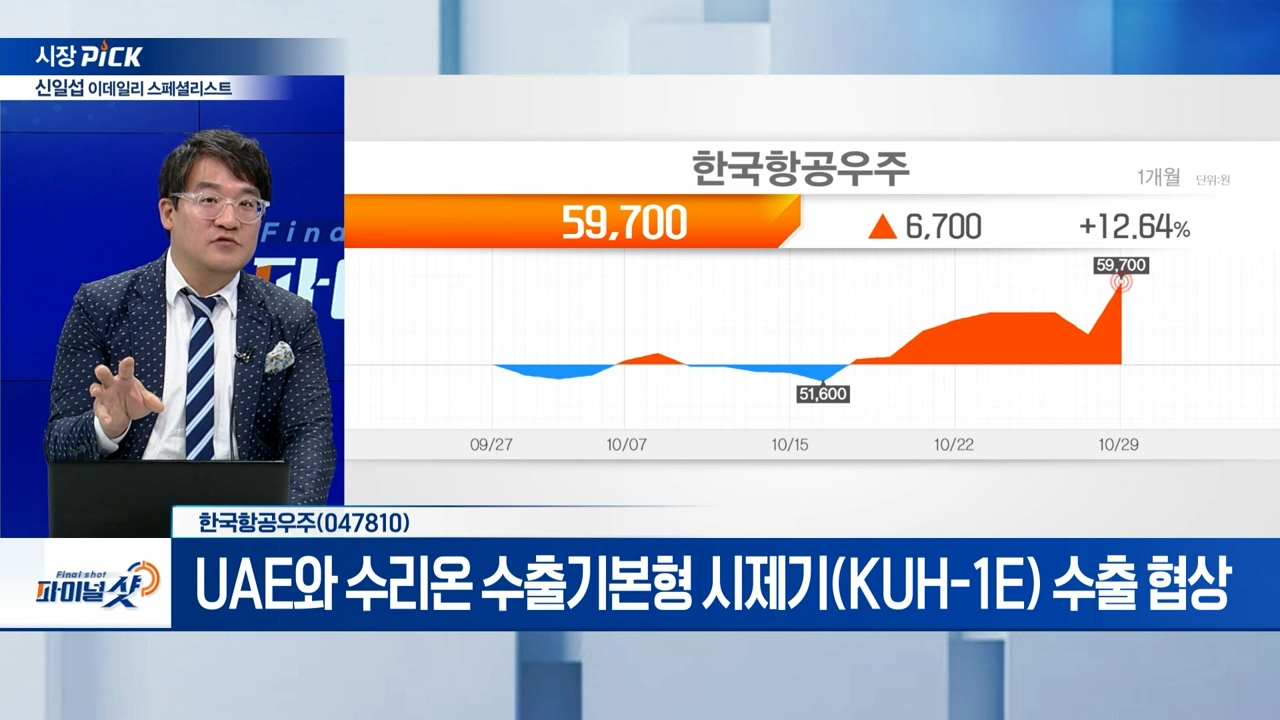 시장 PiCK
신일섭 이데일리 스페셜리스트
Fina
파
한국항공우주
1개월 단위:원
59,700 ▲ 6,700 +12.64%
59,700
51,600
09/27 10/07 10/15 10/22 10/29
한국항공우주(047810)
Final shot
파이널샷
UAE와 수리온 수출기본형 시제기(KUH-1E) 수출 협상